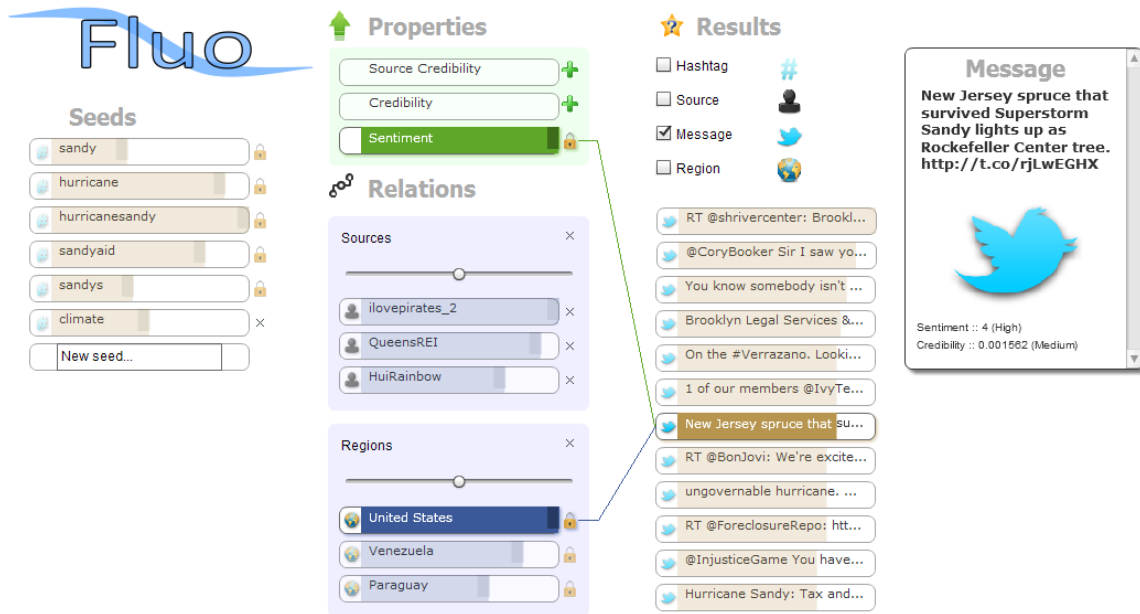 Fluo
Seeds
sandy
hurricane
hurricanesandy
sandyaid
sandys
climate
New seed...
Properties
Source Credibility
Credibility
Sentiment
Relations
Sources
ilovepirates_2
QueensREI
HuiRainbow
Regions
United States
Venezuela
Paraguay
Results
Hashtag
#
Source
Message
Region
RT @shrivercenter: Brookl...
@CoryBooker Sir I saw yo...
You know somebody isn't ...
Brooklyn Legal Services &...
On the #Verrazano. Looki...
1 of our members @IvyTe...
New Jersey spruce that su...
RT @BonJovi: We're excite...
ungovernable hurricane. ...
RT @ForeclosureRepo: htt...
@InjusticeGame You have...
Hurricane Sandy: Tax and...
Message
New Jersey spruce that
survived Superstorm
Sandy lights up as
Rockefeller Center tree.
http://t.co/rjLwEGHX
Sentiment :: 4 (High)
Credibility :: 0.001562 (Medium)